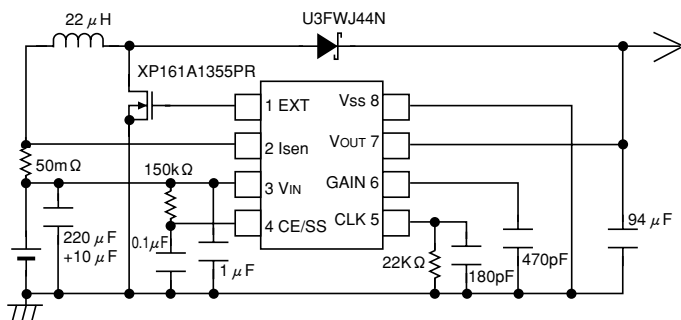 U3FWJ44N
22 μH
XP161A1355PR
1 EXT
Vss 8
2 Isen
VOUT 7
50mΩ
150kΩ
3 VIN
GAIN 6
4 CE/SS
CLK 5
220 μF
+10 μF
0.1μF
1 μF
22KΩ
180pF
470pF
94 μF